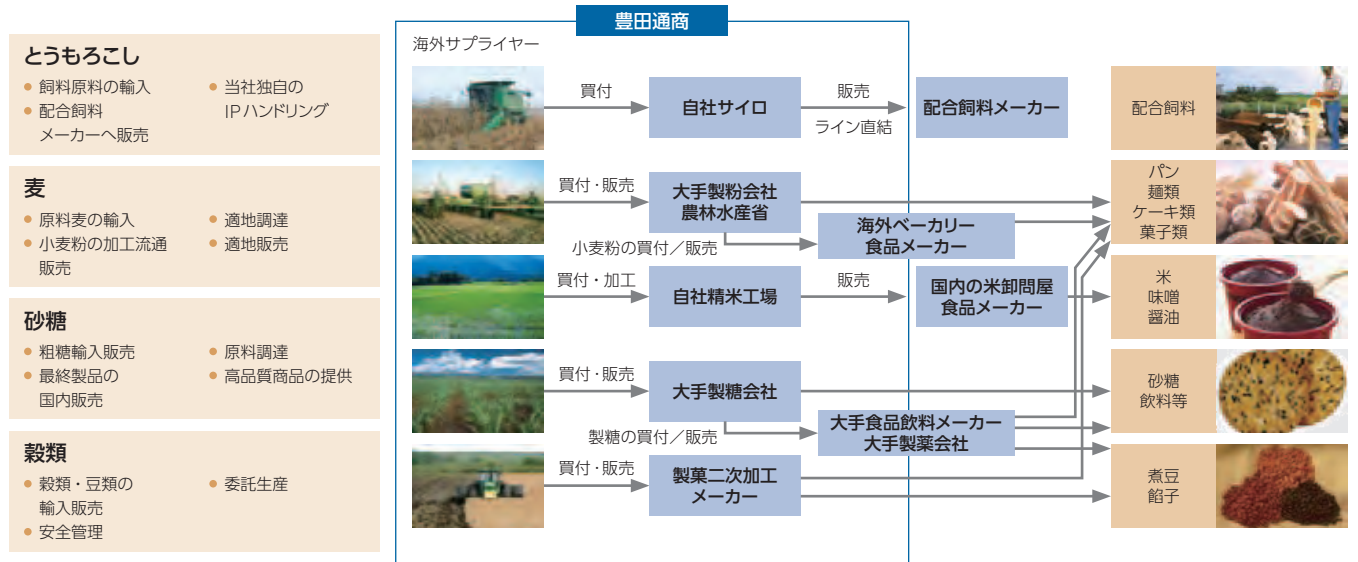 豊田通商
とうもろこし
飼料原料の輸入
配合飼料
メーカーへ販売
当社独自の
IPハンドリング
麦
原料麦の輸入
小麦粉の加工流通
販売
適地調達
適地販売
砂糖
粗糖輸入販売
最終製品の
国内販売
原料調達
高品質商品の提供
穀類
穀類・豆類の
輸入販売
安全管理
委託生産
海外サプライヤー
買付
自社サイロ
販売
ライン直結
配合飼料メーカー
配合飼料
買付・販売
大手製粉会社
農林水産省
小麦粉の買付／販売
海外ベーカリー
食品メーカー
パン
麺類
ケーキ類
菓子類
買付・加工
自社精米工場
販売
国内の米卸問屋
食品メーカー
米
味噌
醤油
買付・販売
大手製糖会社
製糖の買付／販売
大手食品飲料メーカー
大手製薬会社
砂糖
飲料等
買付・販売
製菓二次加工
メーカー
煮豆
餡子